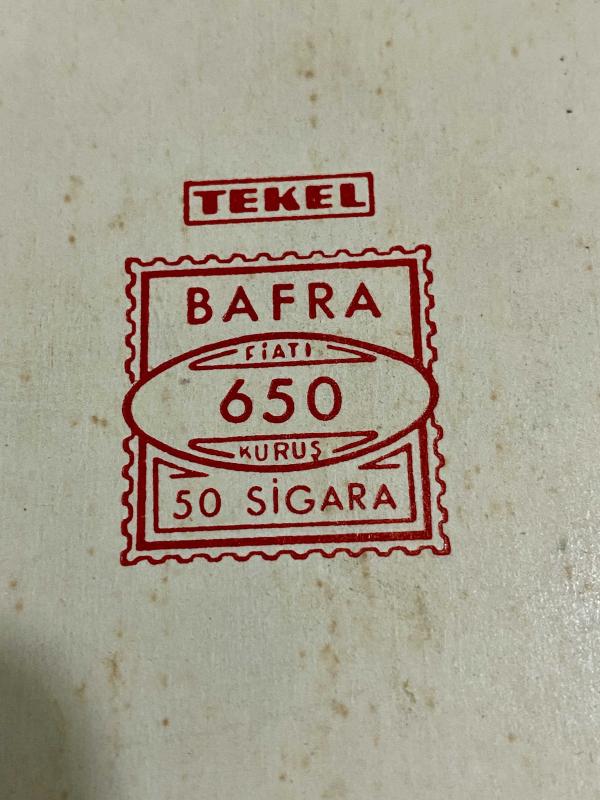 TEKEL
BAFRA
FİATI
650
KURUŞ
50 SİGARA